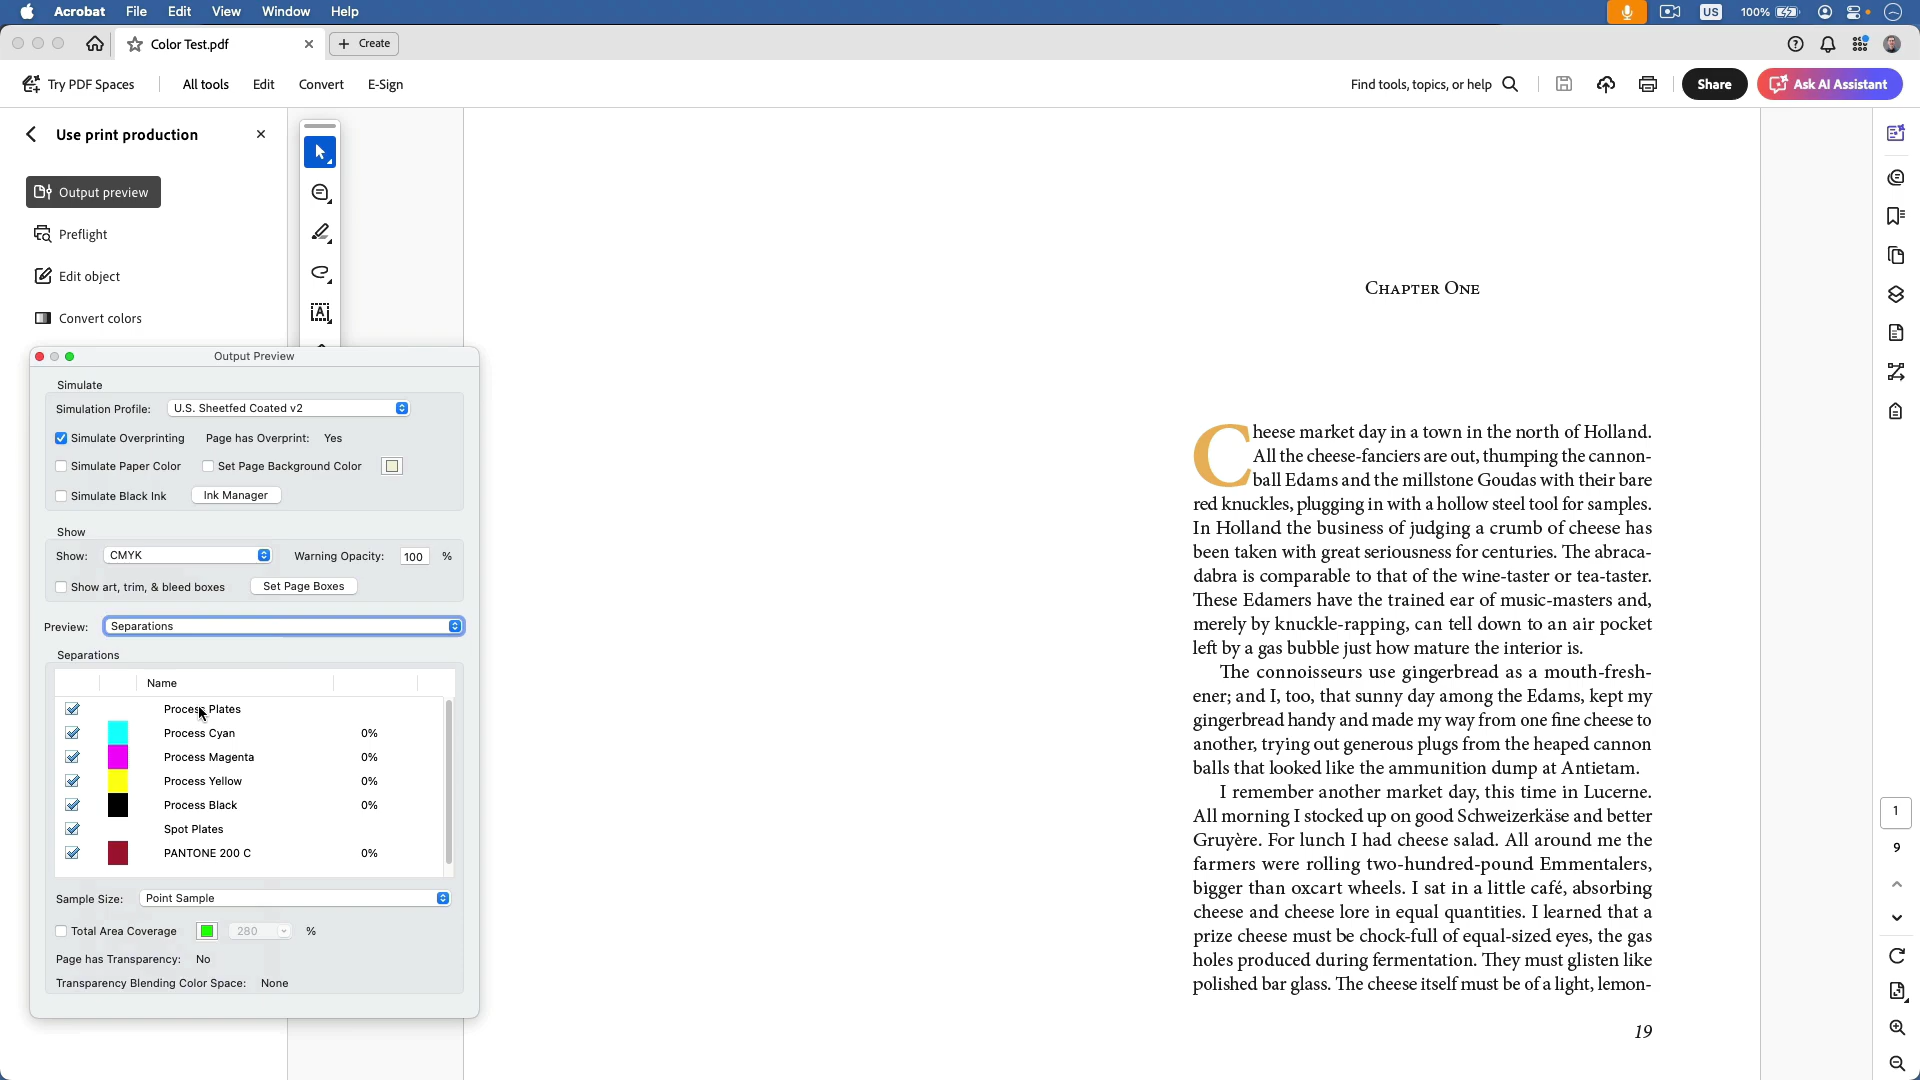 Acrobat File Edit View Window Help
US 100%
Color Test.pdf
Create
Try PDF Spaces All tools Edit Convert E-Sign
Find tools, topics, or help
Share
Ask AI Assistant
Use print production
Output preview
Preflight
Edit object
Convert colors
Output Preview
Simulate
Simulation Profile: U.S. Sheetfed Coated v2
Simulate Overprinting Page has Overprint: Yes
Simulate Paper Color Set Page Background Color
Simulate Black Ink Ink Manager
Show
Show: CMYK Warning Opacity: 100 %
Show art, trim, & bleed boxes Set Page Boxes
Preview: Separations
Separations
Name
Process Plates
Process Cyan 0%
Process Magenta 0%
Process Yellow 0%
Process Black 0%
Spot Plates
PANTONE 200 C 0%
Sample Size: Point Sample
Total Area Coverage 280 %
Page has Transparency: No
Transparency Blending Color Space: None
Chapter One
Cheese market day in a town in the north of Holland.
All the cheese-fanciers are out, thumping the cannon-
ball Edams and the millstone Goudas with their bare
red knuckles, plugging in with a hollow steel tool for samples.
In Holland the business of judging a crumb of cheese has
been taken with great seriousness for centuries. The abraca-
dabra is comparable to that of the wine-taster or tea-taster.
These Edamers have the trained ear of music-masters and,
merely by knuckle-rapping, can tell down to an air pocket
left by a gas bubble just how mature the interior is.
The connoisseurs use gingerbread as a mouth-fresh-
ener; and I, too, that sunny day among the Edams, kept my
gingerbread handy and made my way from one fine cheese to
another, trying out generous plugs from the heaped cannon
balls that looked like the ammunition dump at Antietam.
I remember another market day, this time in Lucerne.
All morning I stocked up on good Schweizerkäse and better
Gruyère. For lunch I had cheese salad. All around me the
farmers were rolling two-hundred-pound Emmentalers,
bigger than oxcart wheels. I sat in a little café, absorbing
cheese and cheese lore in equal quantities. I learned that a
prize cheese must be chock-full of equal-sized eyes, the gas
holes produced during fermentation. They must glisten like
polished bar glass. The cheese itself must be of a light, lemon-
19
1
9